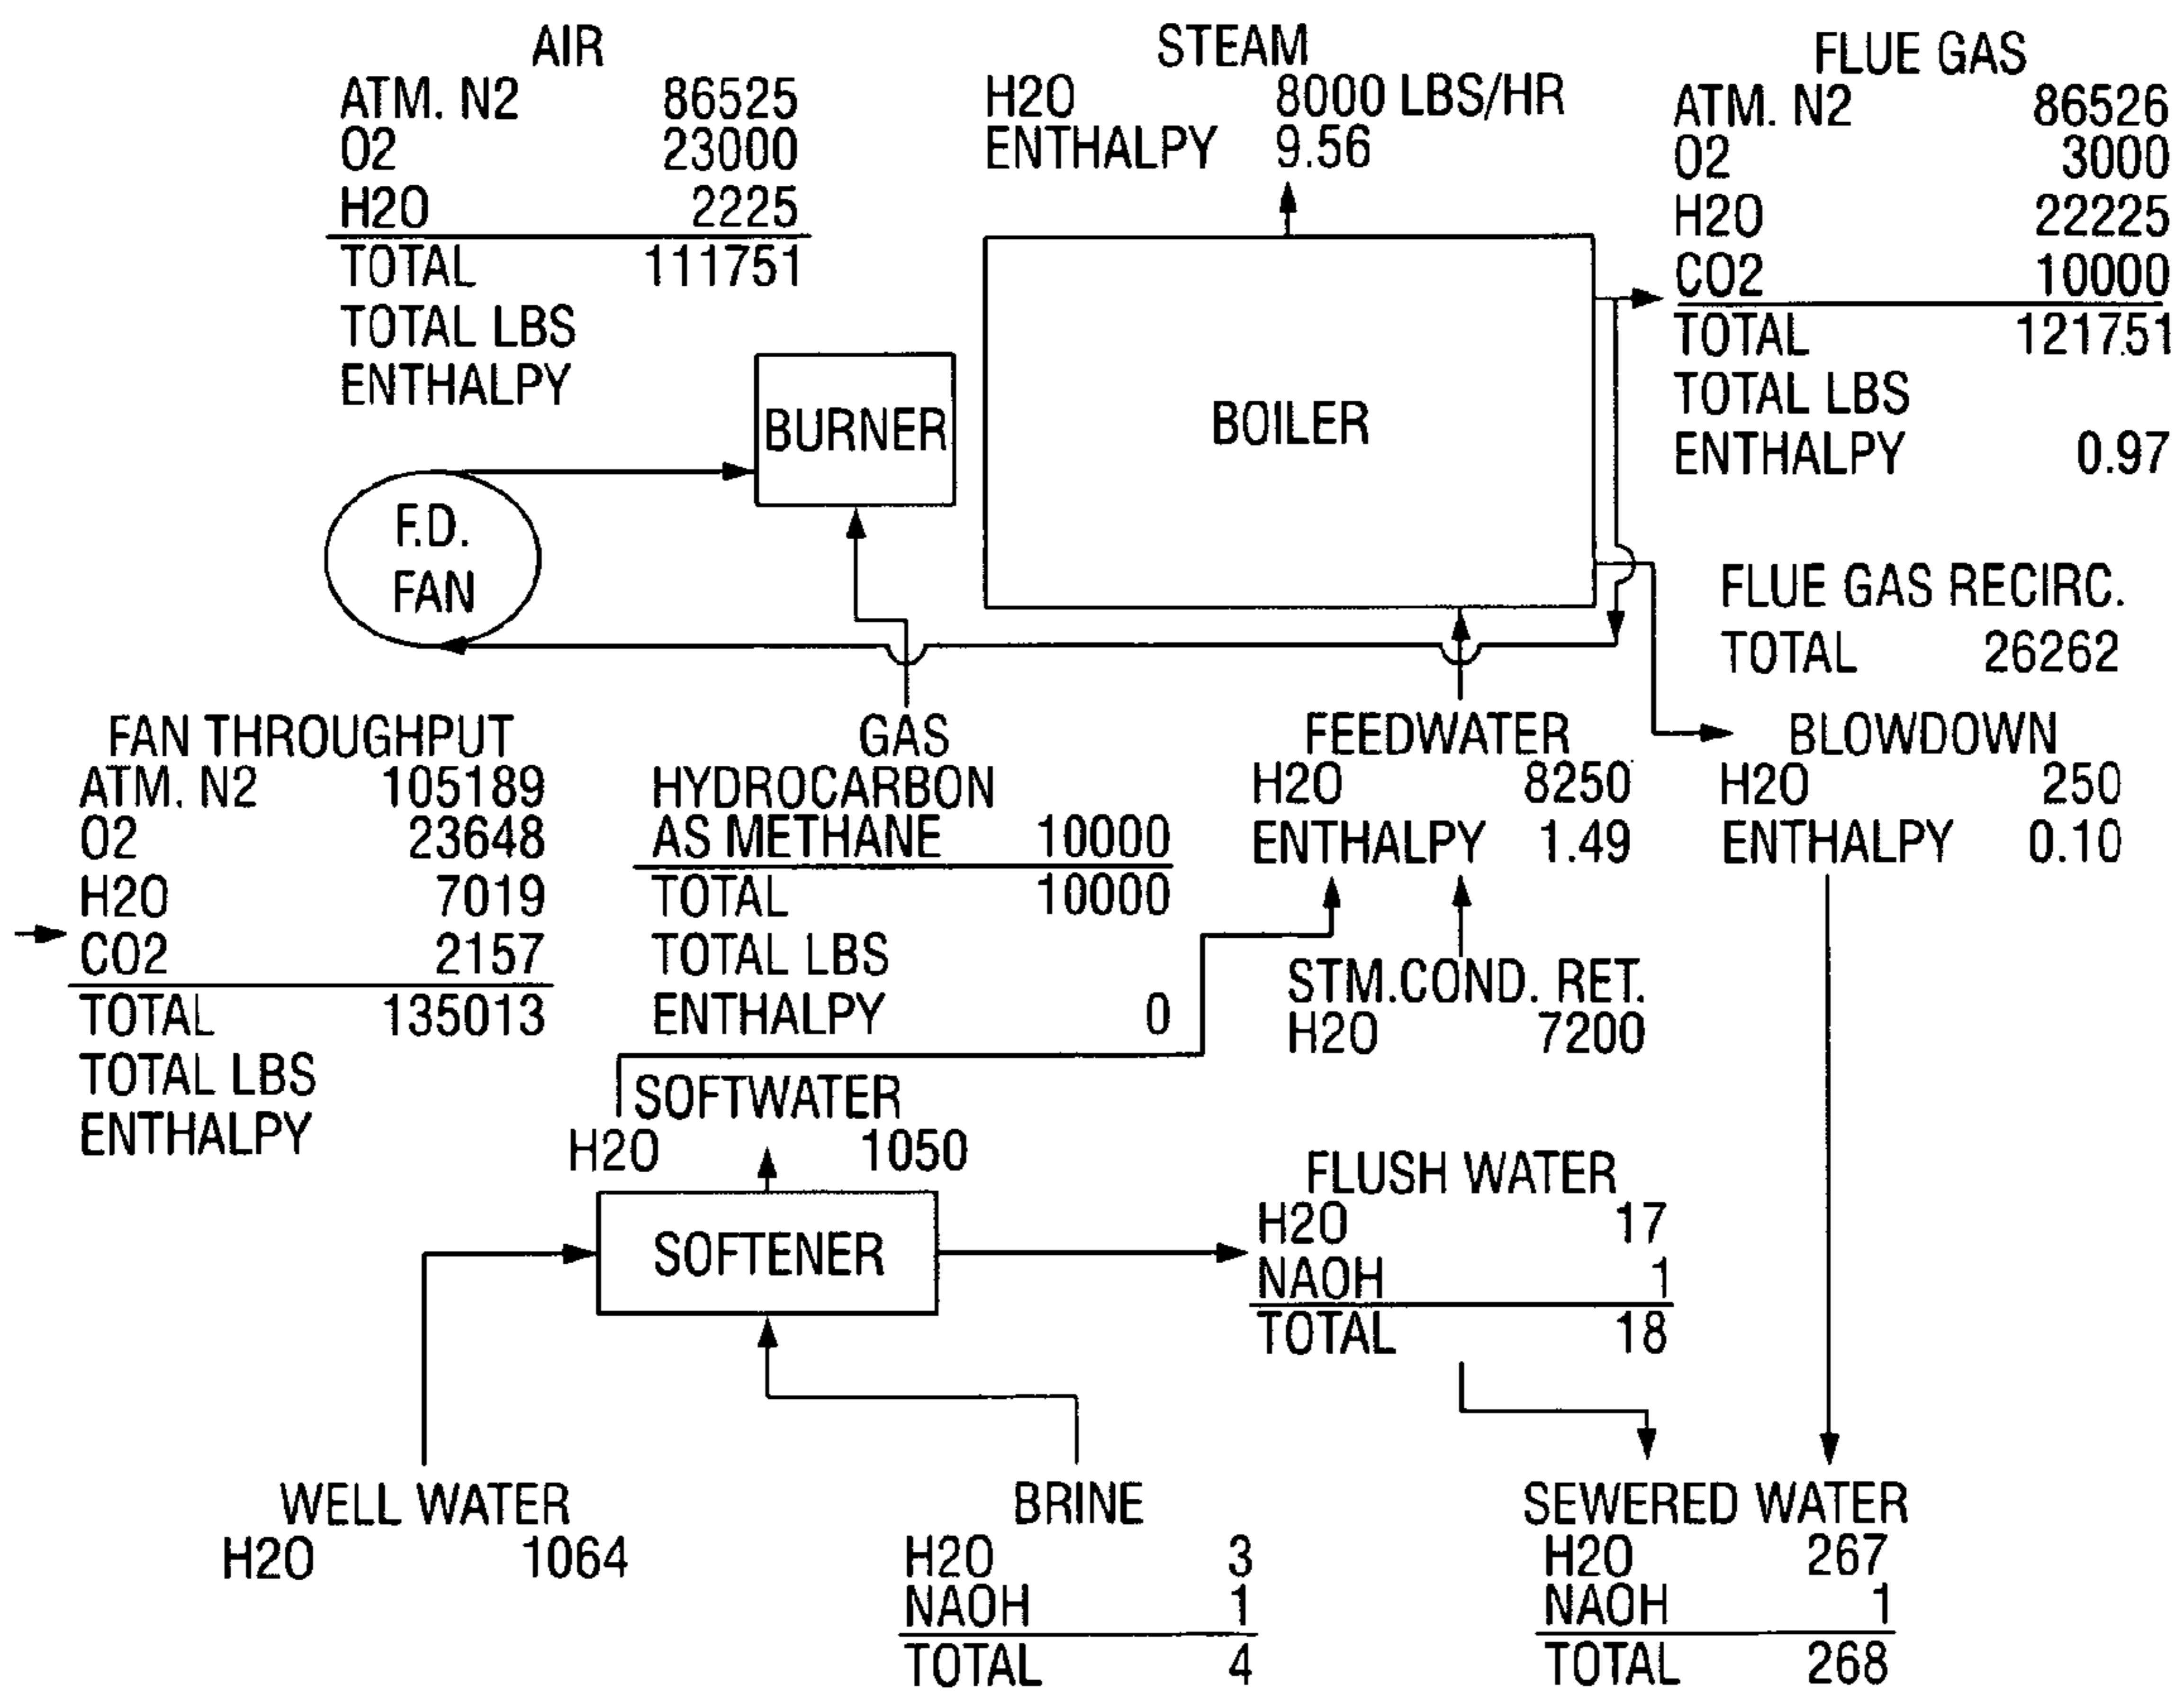 AIR
ATM. N2 86525
O2 23000
H2O 2225
TOTAL 111751
TOTAL LBS
ENTHALPY
STEAM
H2O 8000 LBS/HR
ENTHALPY 9.56
FLUE GAS
ATM. N2 86526
O2 3000
H2O 22225
CO2 10000
TOTAL 121751
TOTAL LBS
ENTHALPY 0.97
BURNER
BOILER
F.D.
FAN
FLUE GAS RECIRC.
TOTAL 26262
FAN THROUGHPUT
ATM. N2 105189
O2 23648
H2O 7019
CO2 2157
TOTAL 135013
TOTAL LBS
ENTHALPY
GAS
HYDROCARBON
AS METHANE 10000
TOTAL 10000
TOTAL LBS
ENTHALPY 0
FEEDWATER
H2O 8250
ENTHALPY 1.49
BLOWDOWN
H2O 250
ENTHALPY 0.10
STM.COND. RET.
H2O 7200
SOFTWATER
H2O 1050
SOFTENER
FLUSH WATER
H2O 17
NAOH 1
TOTAL 18
WELL WATER
H2O 1064
BRINE
H2O 3
NAOH 1
TOTAL 4
SEWERED WATER
H2O 267
NAOH 1
TOTAL 268